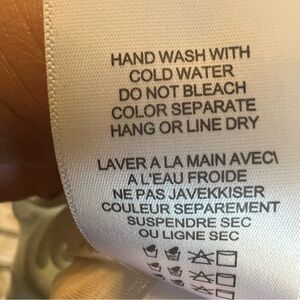 HAND WASH WITH
COLD WATER
DO NOT BLEACH
COLOR SEPARATE
HANG OR LINE DRY
LAVER A LA MAIN AVEC\
A L'EAU FROIDE
NE PAS JAVEKKISER
COULEUR SEPAREMENT
SUSPENDRE SEC
OU LIGNE SEC